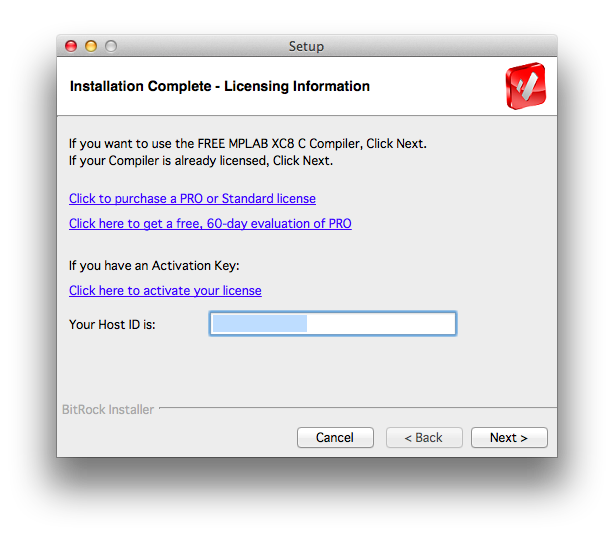 Setup
Installation Complete - Licensing Information
If you want to use the FREE MPLAB XC8 C Compiler, Click Next.
If your Compiler is already licensed, Click Next.
Click to purchase a PRO or Standard license
Click here to get a free, 60-day evaluation of PRO
If you have an Activation Key:
Click here to activate your license
Your Host ID is:
BitRock Installer
Cancel
< Back
Next >